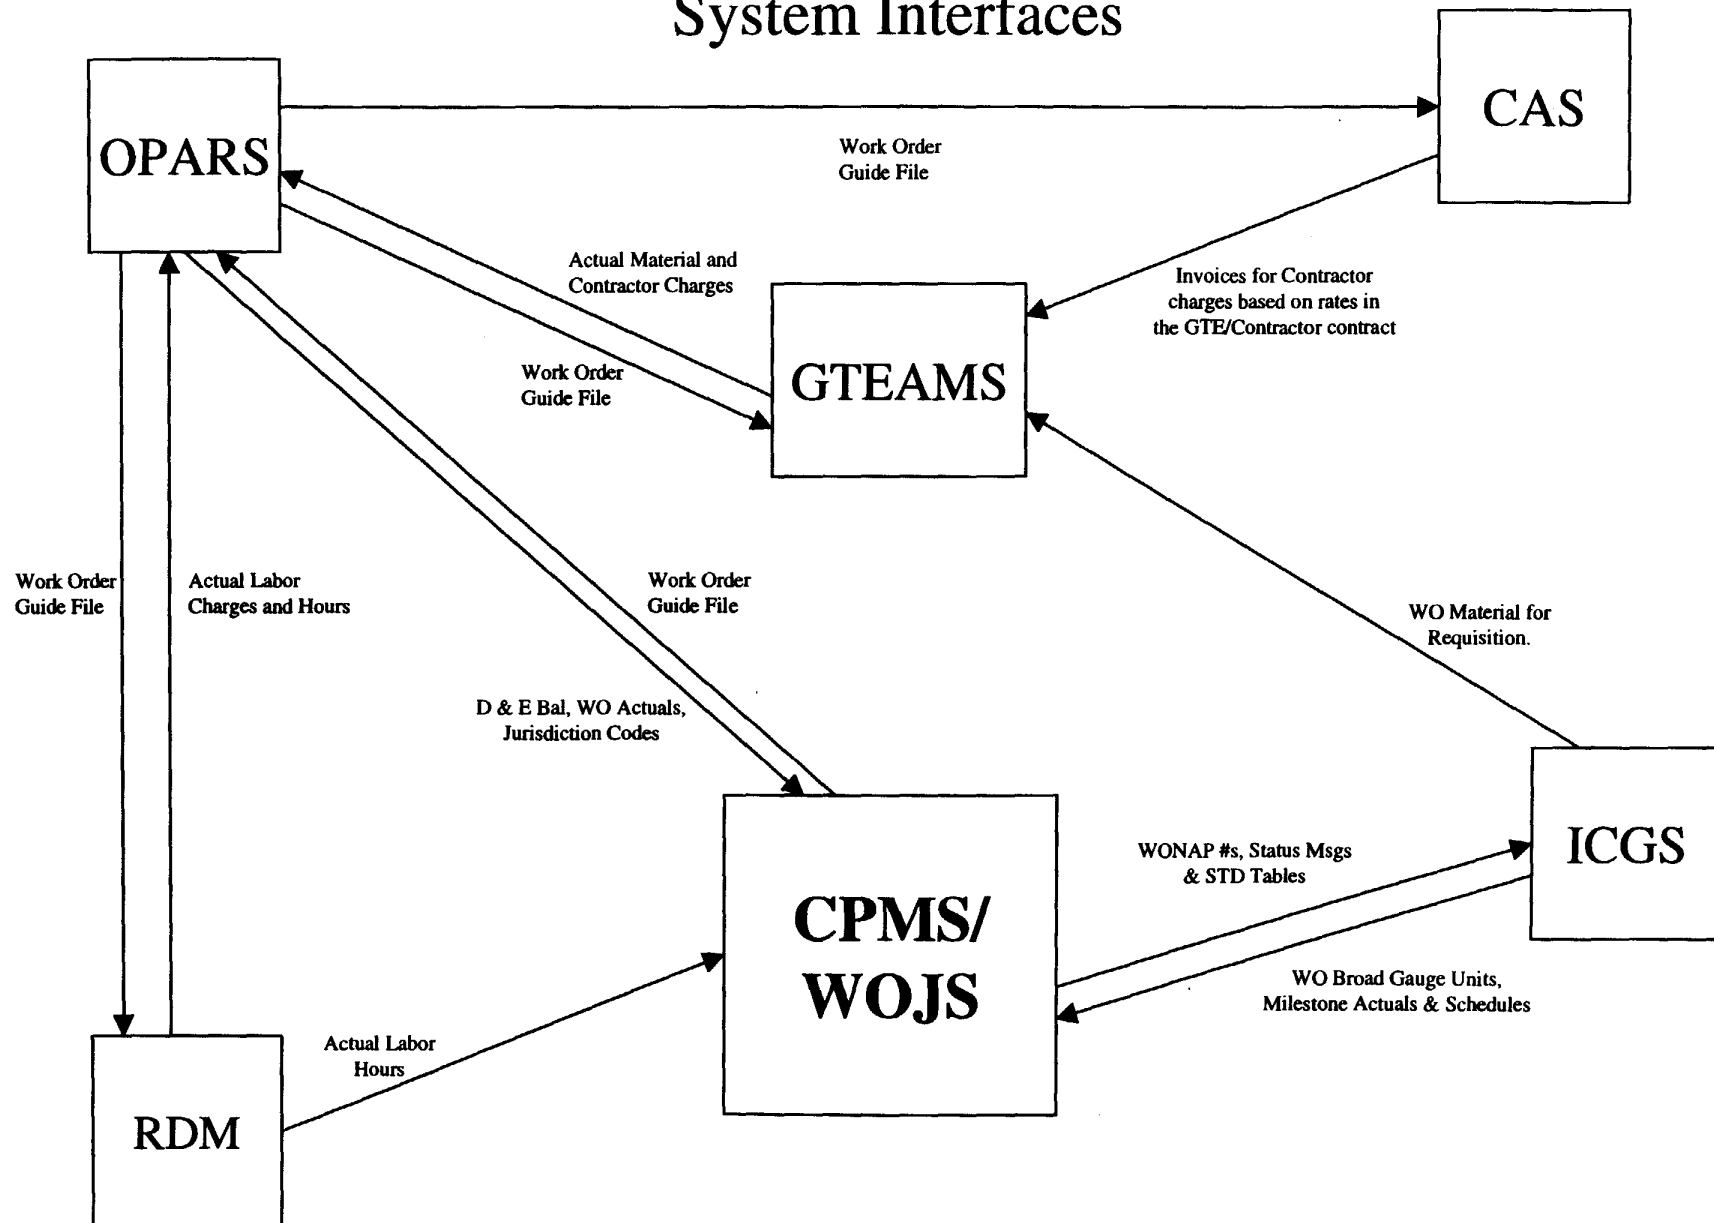 System Interfaces
OPARS
CAS
Work Order
Guide File
Actual Material and
Contractor Charges
Invoices for Contractor
charges based on rates in
the GTE/Contractor contract
GTEAMS
Work Order
Guide File
Work Order
Guide File
Actual Labor
Charges and Hours
Work Order
Guide File
WO Material for
Requisition.
D & E Bal, WO Actuals,
Jurisdiction Codes
WONAP #s, Status Msgs
& STD Tables
ICGS
CPMS/
WOJS
WO Broad Gauge Units,
Milestone Actuals & Schedules
Actual Labor
Hours
RDM